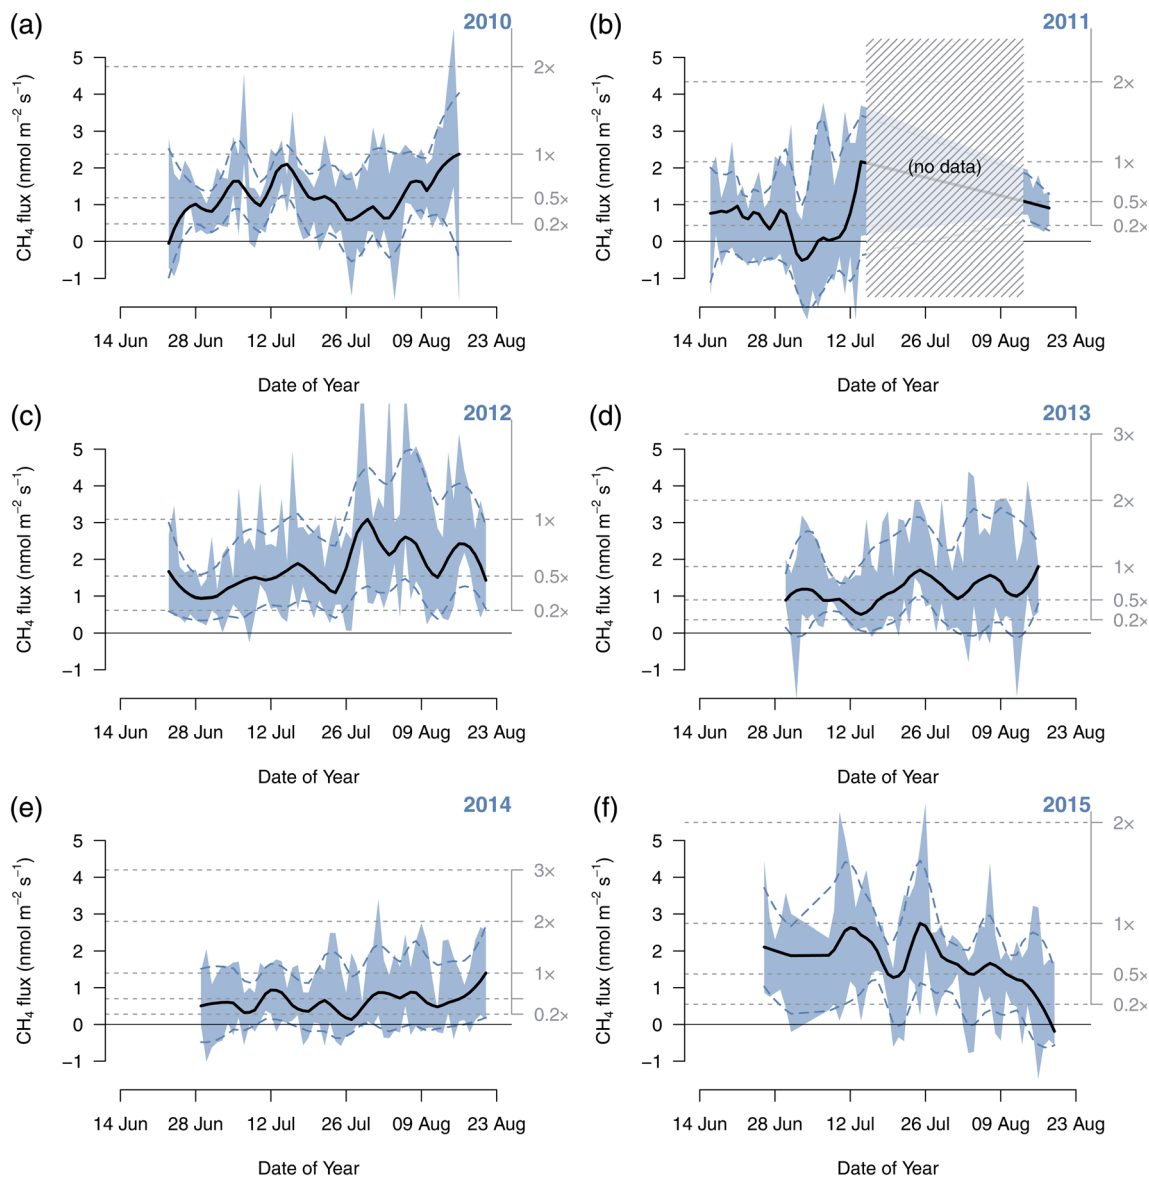 (a)
2010
CH₄ flux (nmol m⁻² s⁻¹)
5
4
3
2
1
0
−1
2×
1×
0.5×
0.2×
14 Jun 28 Jun 12 Jul 26 Jul 09 Aug 23 Aug
Date of Year
(b)
2011
CH₄ flux (nmol m⁻² s⁻¹)
5
4
3
2
1
0
−1
(no data)
2×
1×
0.5×
0.2×
14 Jun 28 Jun 12 Jul 26 Jul 09 Aug 23 Aug
Date of Year
(c)
2012
CH₄ flux (nmol m⁻² s⁻¹)
5
4
3
2
1
0
−1
1×
0.5×
0.2×
14 Jun 28 Jun 12 Jul 26 Jul 09 Aug 23 Aug
Date of Year
(d)
2013
CH₄ flux (nmol m⁻² s⁻¹)
5
4
3
2
1
0
−1
3×
2×
1×
0.5×
0.2×
14 Jun 28 Jun 12 Jul 26 Jul 09 Aug 23 Aug
Date of Year
(e)
2014
CH₄ flux (nmol m⁻² s⁻¹)
5
4
3
2
1
0
−1
3×
2×
1×
0.2×
14 Jun 28 Jun 12 Jul 26 Jul 09 Aug 23 Aug
Date of Year
(f)
2015
CH₄ flux (nmol m⁻² s⁻¹)
5
4
3
2
1
0
−1
2×
1×
0.5×
0.2×
14 Jun 28 Jun 12 Jul 26 Jul 09 Aug 23 Aug
Date of Year